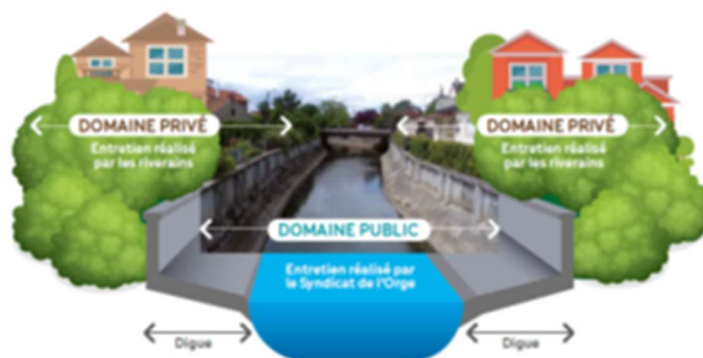 DOMAINE PRIVÉ
Entretien réalisé
par les riverains
DOMAINE PRIVÉ
Entretien réalisé
par les riverains
DOMAINE PUBLIC
Entretien réalisé par
le Syndicat de l'Orge
Digue
Digue